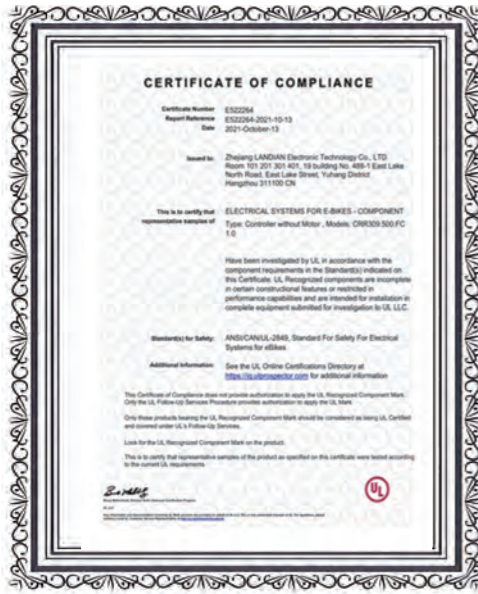 CERTIFICATE OF COMPLIANCE
Certificate Number E522264
Report Reference E522264-2021-10-13
Date 2021-October-13
Issued to: Zhejiang LANDIAN Electronic Technology Co., LTD
Room 101 201 301 401, 19 building No. 488-1 East Lake
North Road, East Lake Street, Yuhang District
Hangzhou 311100 CN
This is to certify that ELECTRICAL SYSTEMS FOR E-BIKES - COMPONENT
representative samples of Type: Controller without Motor , Models: CRR309.500.FC
1.0
Have been investigated by UL in accordance with the
component requirements in the Standard(s) indicated on
this Certificate. UL Recognized components are incomplete
in certain constructional features or restricted in
performance capabilities and are intended for installation in
complete equipment submitted for investigation to UL LLC.
Standard(s) for Safety: ANSI/CAN/UL-2849, Standard For Safety For Electrical
Systems for eBikes
Additional Information: See the UL Online Certifications Directory at
https://iq.ulprospector.com for additional information
This Certificate of Compliance does not provide authorization to apply the UL Recognized Component Mark.
Only the UL Follow-Up Services Procedure provides authorization to apply the UL Mark.
Only those products bearing the UL Recognized Component Mark should be considered as being UL Certified
and covered under UL's Follow-Up Services.
Look for the UL Recognized Component Mark on the product.
This is to certify that representative samples of the product as specified on this certificate were tested according
to the current UL requirements.
UL